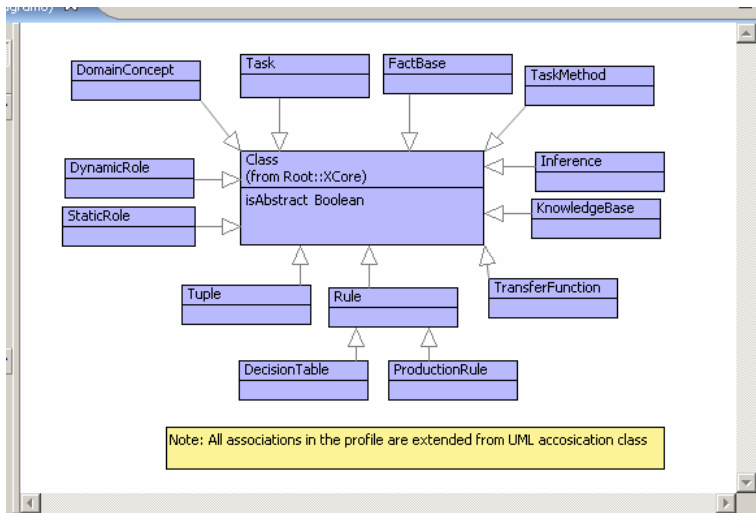 DomainConcept
Task
FactBase
TaskMethod
Class
(from Root::XCore)
isAbstract Boolean
DynamicRole
Inference
StaticRole
KnowledgeBase
Tuple
Rule
TransferFunction
DecisionTable
ProductionRule
Note: All associations in the profile are extended from UML accosication class